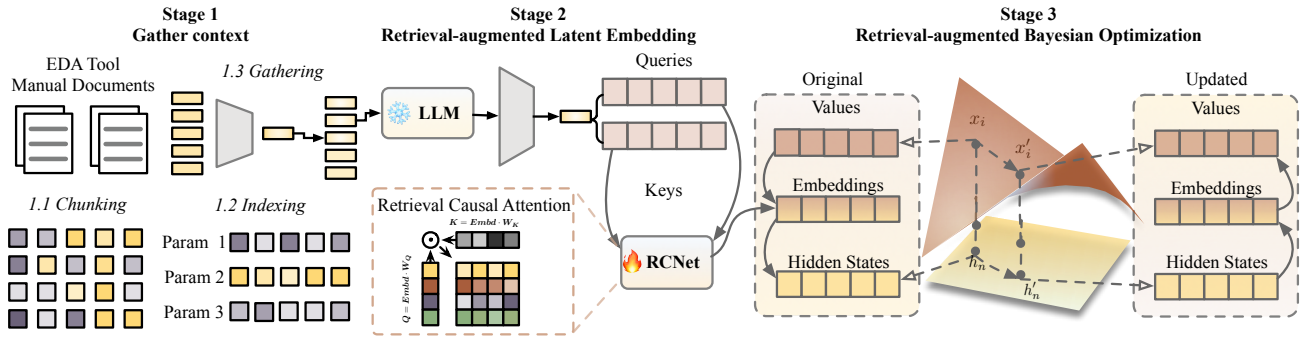 Stage 1
Gather context
EDA Tool
Manual Documents
1.3 Gathering
1.1 Chunking
1.2 Indexing
Param 1
Param 2
Param 3
Stage 2
Retrieval-augmented Latent Embedding
LLM
Queries
Keys
Retrieval Causal Attention
K = Embd · W_K
Q = Embd · W_Q
RCNet
Stage 3
Retrieval-augmented Bayesian Optimization
Original
Values
Embeddings
Hidden States
x_i
x'_i
h_n
h'_n
Updated
Values
Embeddings
Hidden States